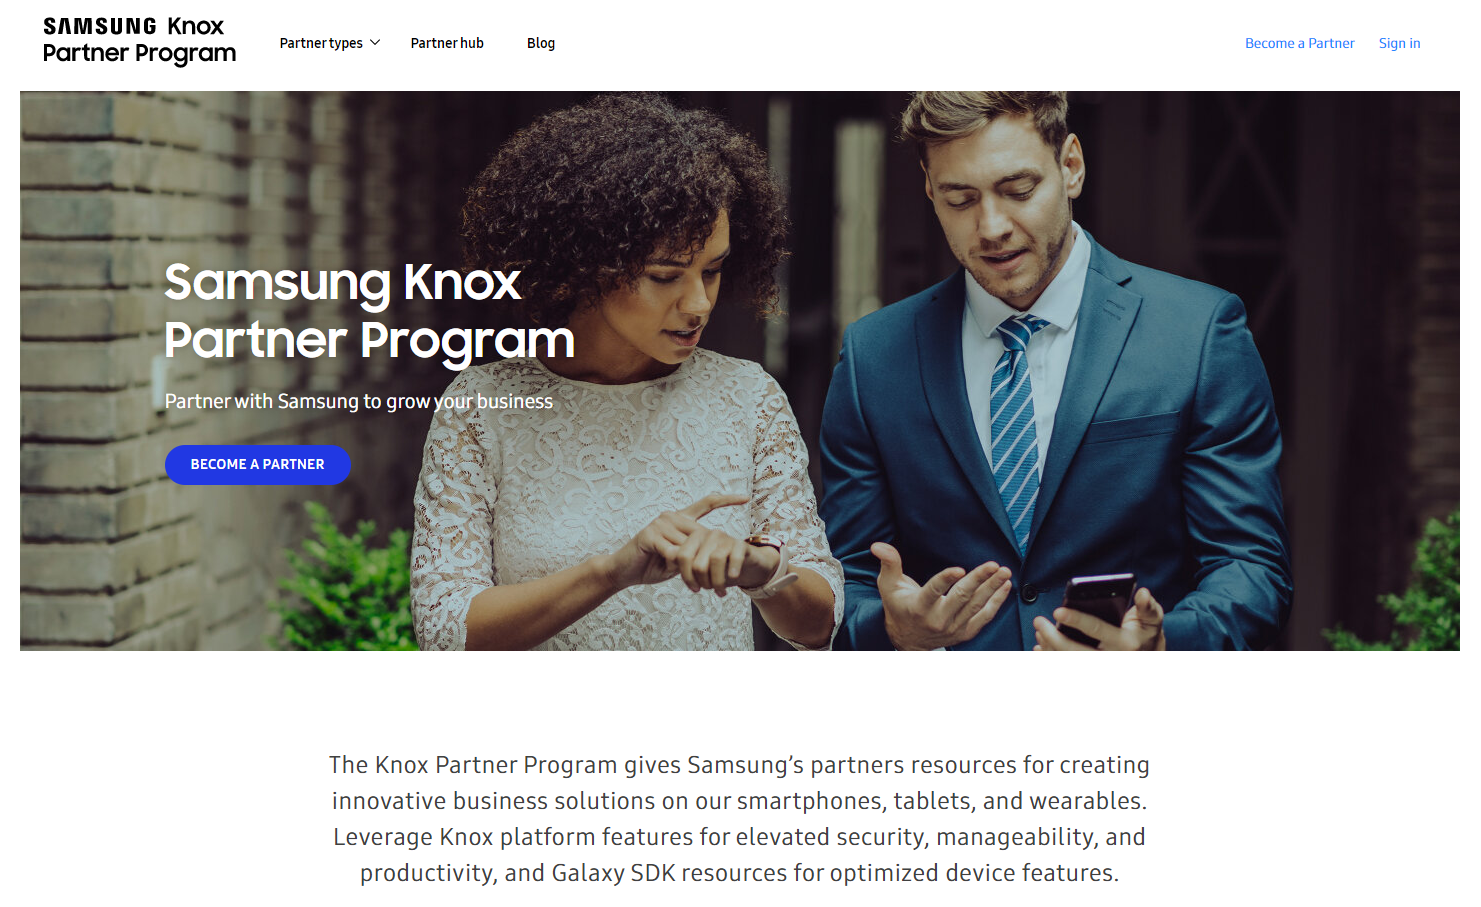 SAMSUNG Knox
Partner Program
Partner types
Partner hub
Blog
Become a Partner
Sign in
Samsung Knox
Partner Program
Partner with Samsung to grow your business
BECOME A PARTNER
The Knox Partner Program gives Samsung’s partners resources for creating
innovative business solutions on our smartphones, tablets, and wearables.
Leverage Knox platform features for elevated security, manageability, and
productivity, and Galaxy SDK resources for optimized device features.